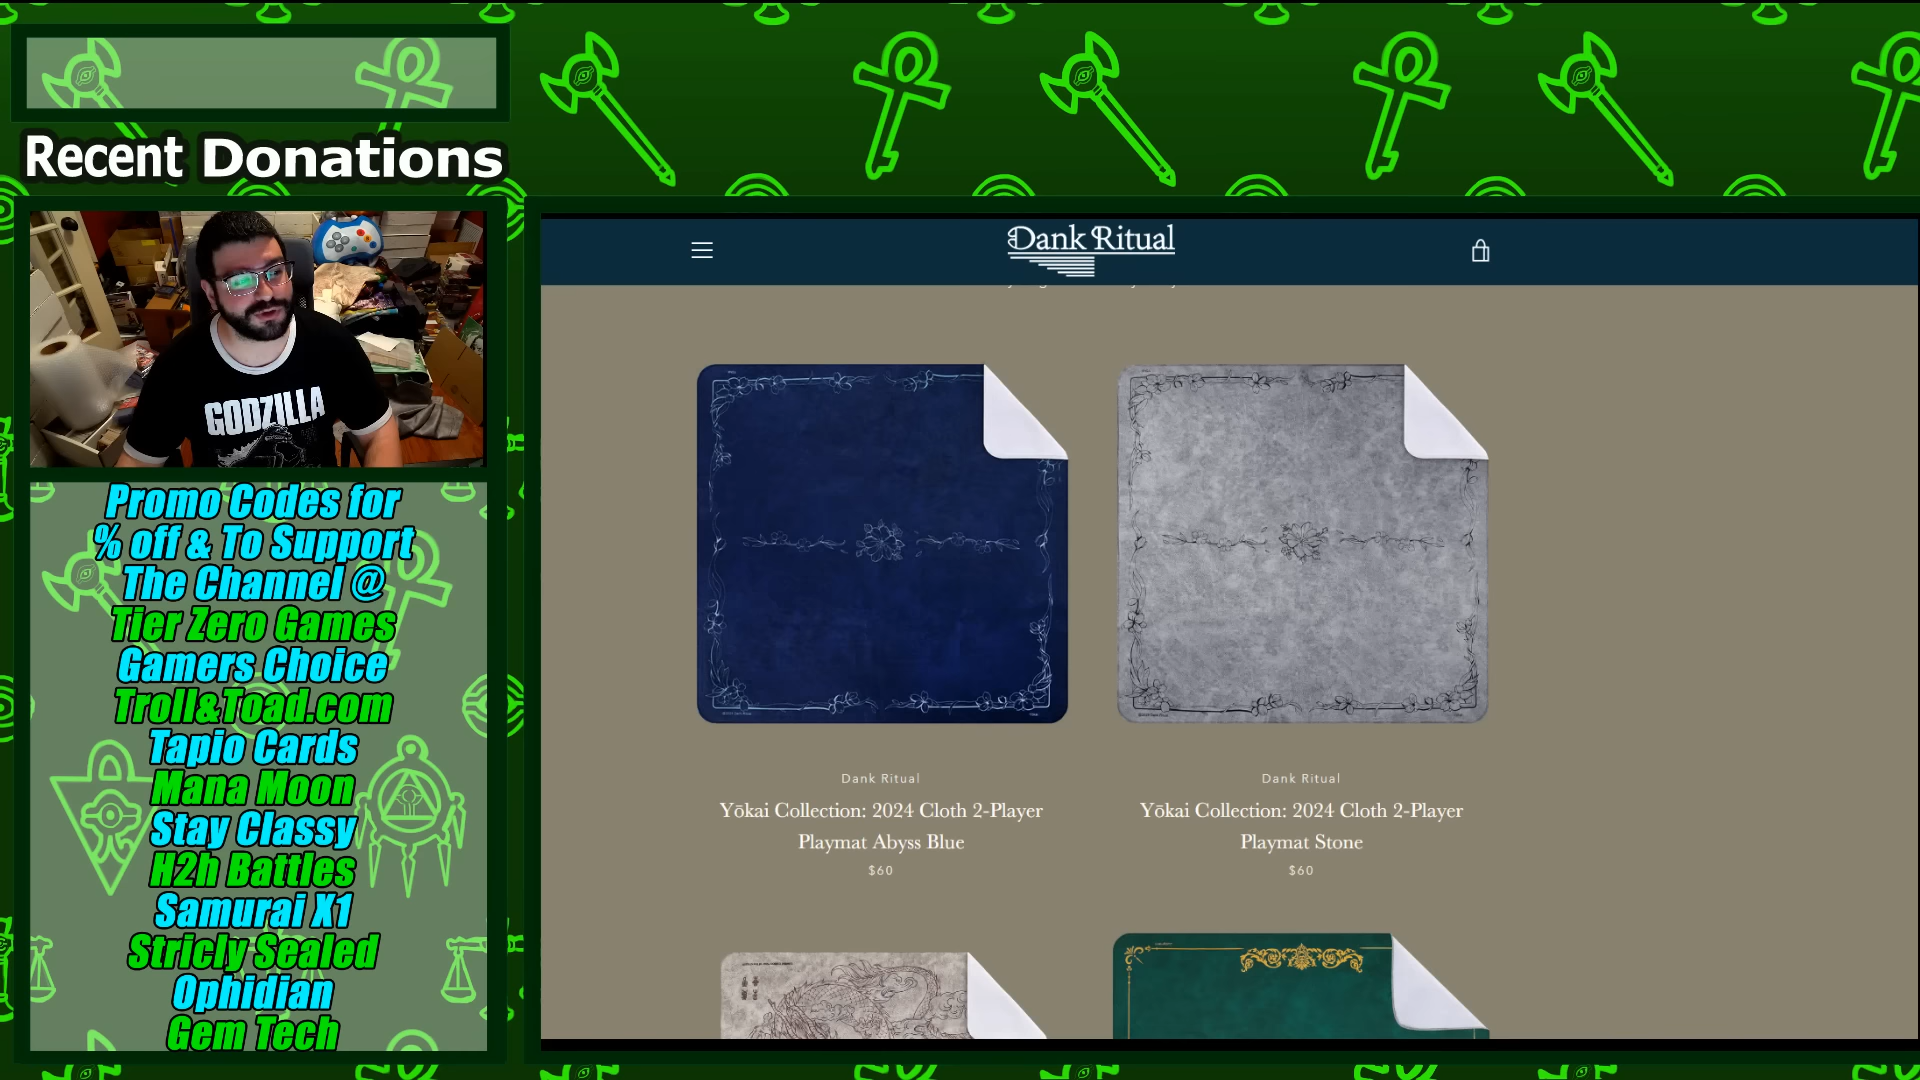 Recent Donations
GODZILLA
Promo Codes for
% off & To Support
The Channel @
Tier Zero Games
Gamers Choice
Troll&Toad.com
Tapio Cards
Mana Moon
Stay Classy
H2h Battles
Samurai X1
Stricly Sealed
Ophidian
Gem Tech
Dank Ritual
Dank Ritual
Yōkai Collection: 2024 Cloth 2-Player
Playmat Abyss Blue
$60
Dank Ritual
Yōkai Collection: 2024 Cloth 2-Player
Playmat Stone
$60